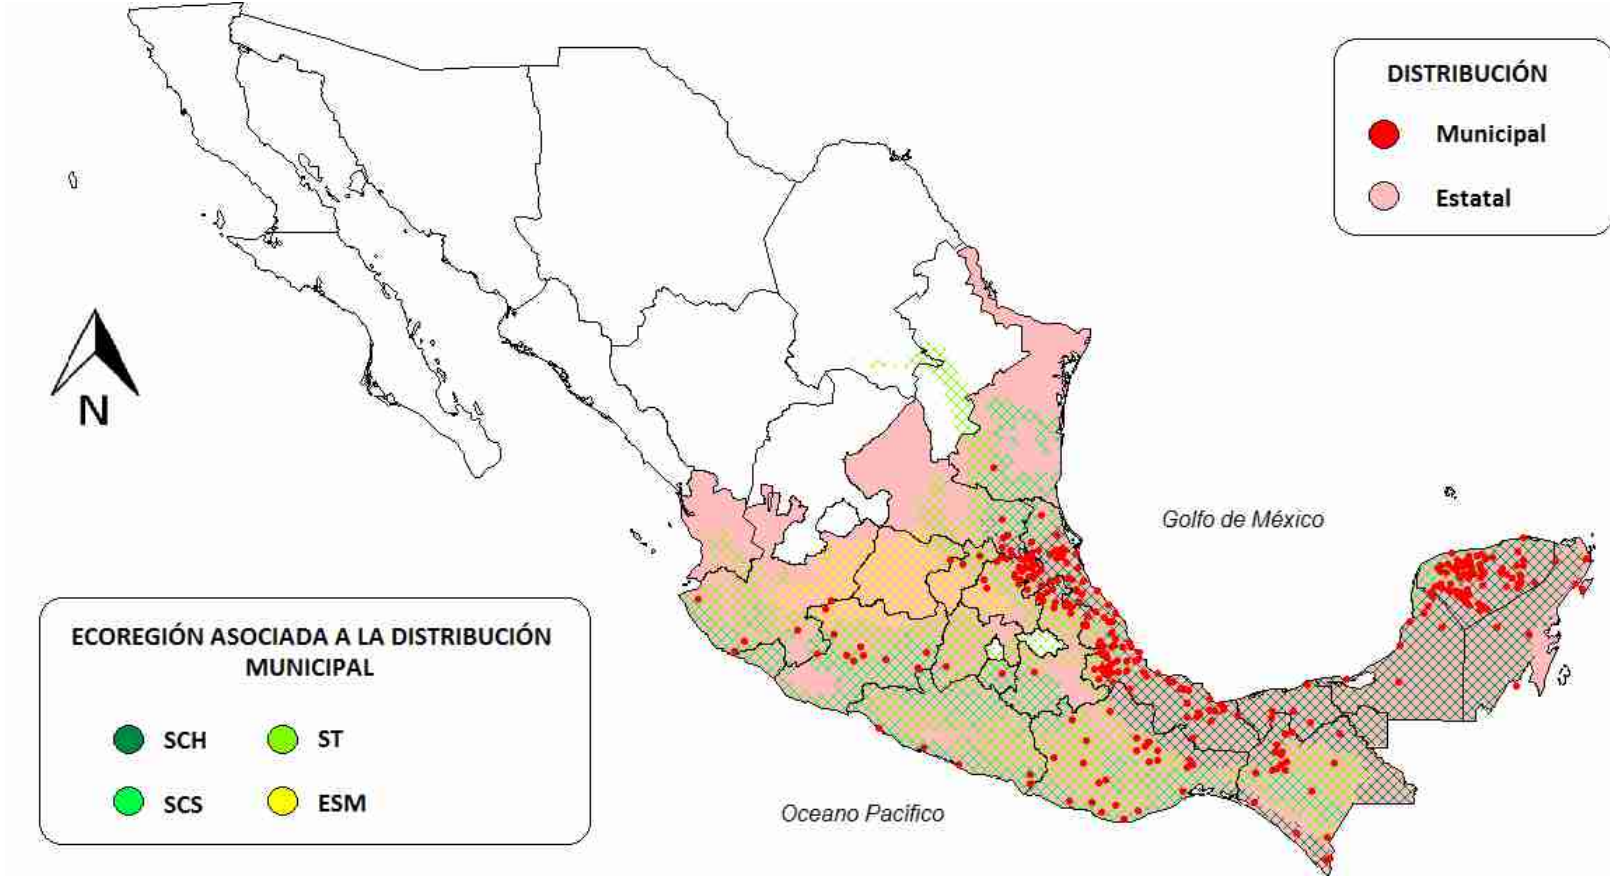 DISTRIBUCIÓN
Municipal
Estatal
N
Golfo de México
ECOREGIÓN ASOCIADA A LA DISTRIBUCIÓN
MUNICIPAL
SCH
ST
SCS
ESM
Oceano Pacífico